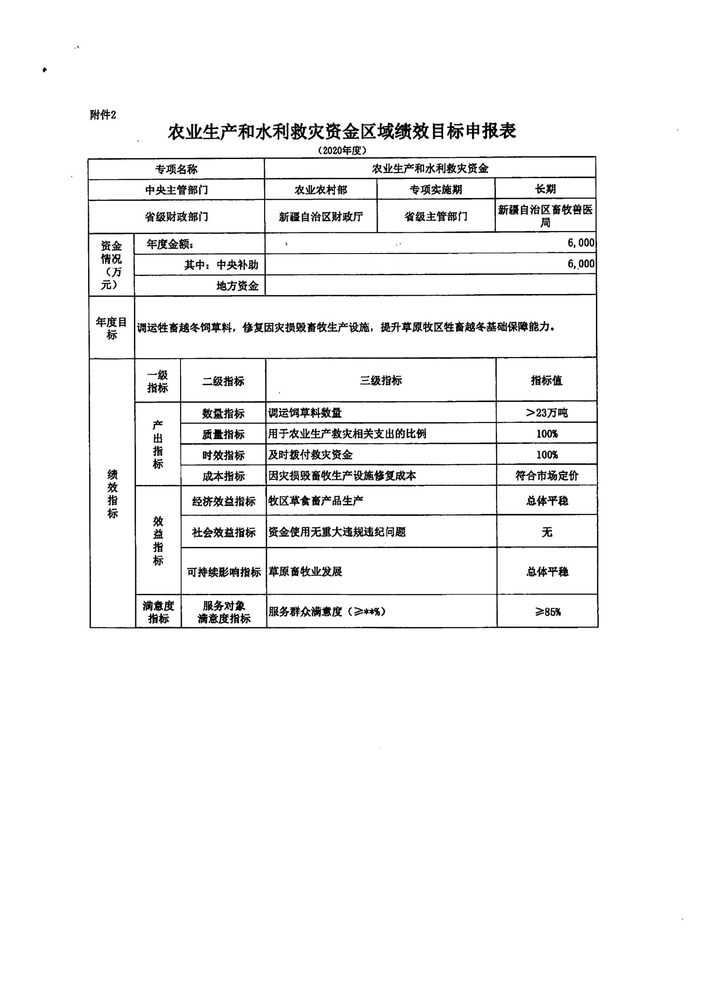 附件2
农业生产和水利救灾资金区域绩效目标申报表
（2020年度）
专项名称
农业生产和水利救灾资金
中央主管部门
农业农村部
专项实施期
长期
省级财政部门
新疆自治区财政厅
省级主管部门
新疆自治区畜牧兽医
局
资金
情况
（万
元）
年度金额：
6,000
其中：中央补助
6,000
地方资金
年度目
标
调运牲畜越冬饲草料，修复因灾损毁畜牧生产设施，提升草原牧区牲畜越冬基础保障能力。
绩
效
指
标
一级
指标
二级指标
三级指标
指标值
产
出
指
标
数量指标
调运饲草料数量
＞23万吨
质量指标
用于农业生产救灾相关支出的比例
100%
时效指标
及时拨付救灾资金
100%
成本指标
因灾损毁畜牧生产设施修复成本
符合市场定价
效
益
指
标
经济效益指标
牧区草食畜产品生产
总体平稳
社会效益指标
资金使用无重大违规违纪问题
无
可持续影响指标
草原畜牧业发展
总体平稳
满意度
指标
服务对象
满意度指标
服务群众满意度（≥**%）
≥85%